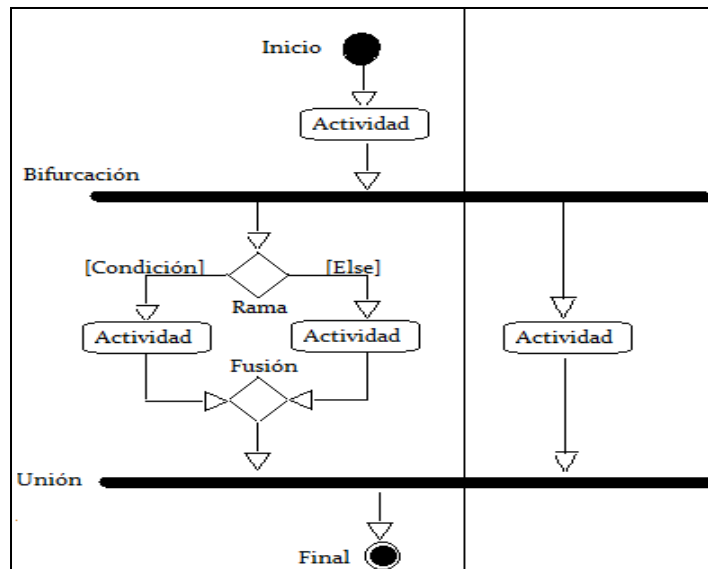 Inicio
Actividad
Bifurcación
[Condición]
[Else]
Rama
Actividad
Actividad
Actividad
Fusión
Unión
Final